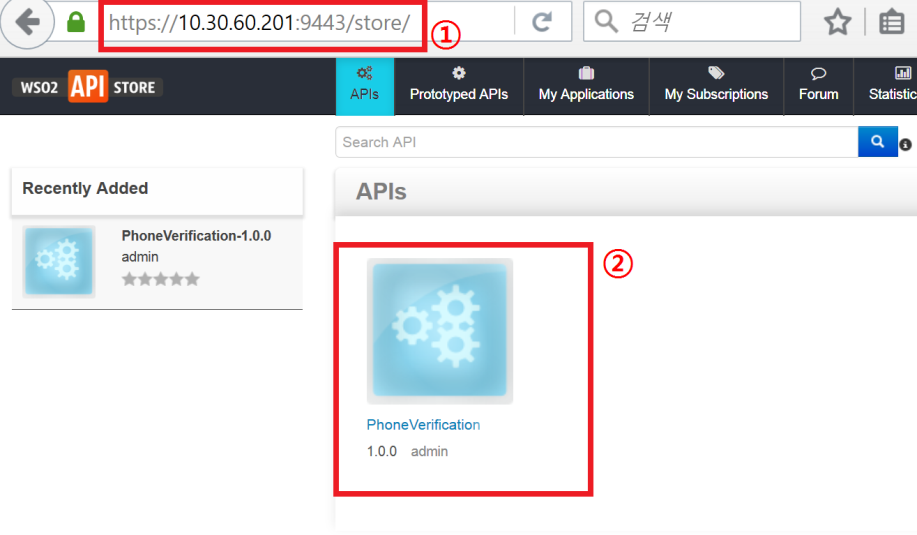 https://10.30.60.201:9443/store/
①
검색
WSO2 API STORE
APIs
Prototyped APIs
My Applications
My Subscriptions
Forum
Statistic
Search API
Recently Added
PhoneVerification-1.0.0
admin
APIs
②
PhoneVerification
1.0.0 admin